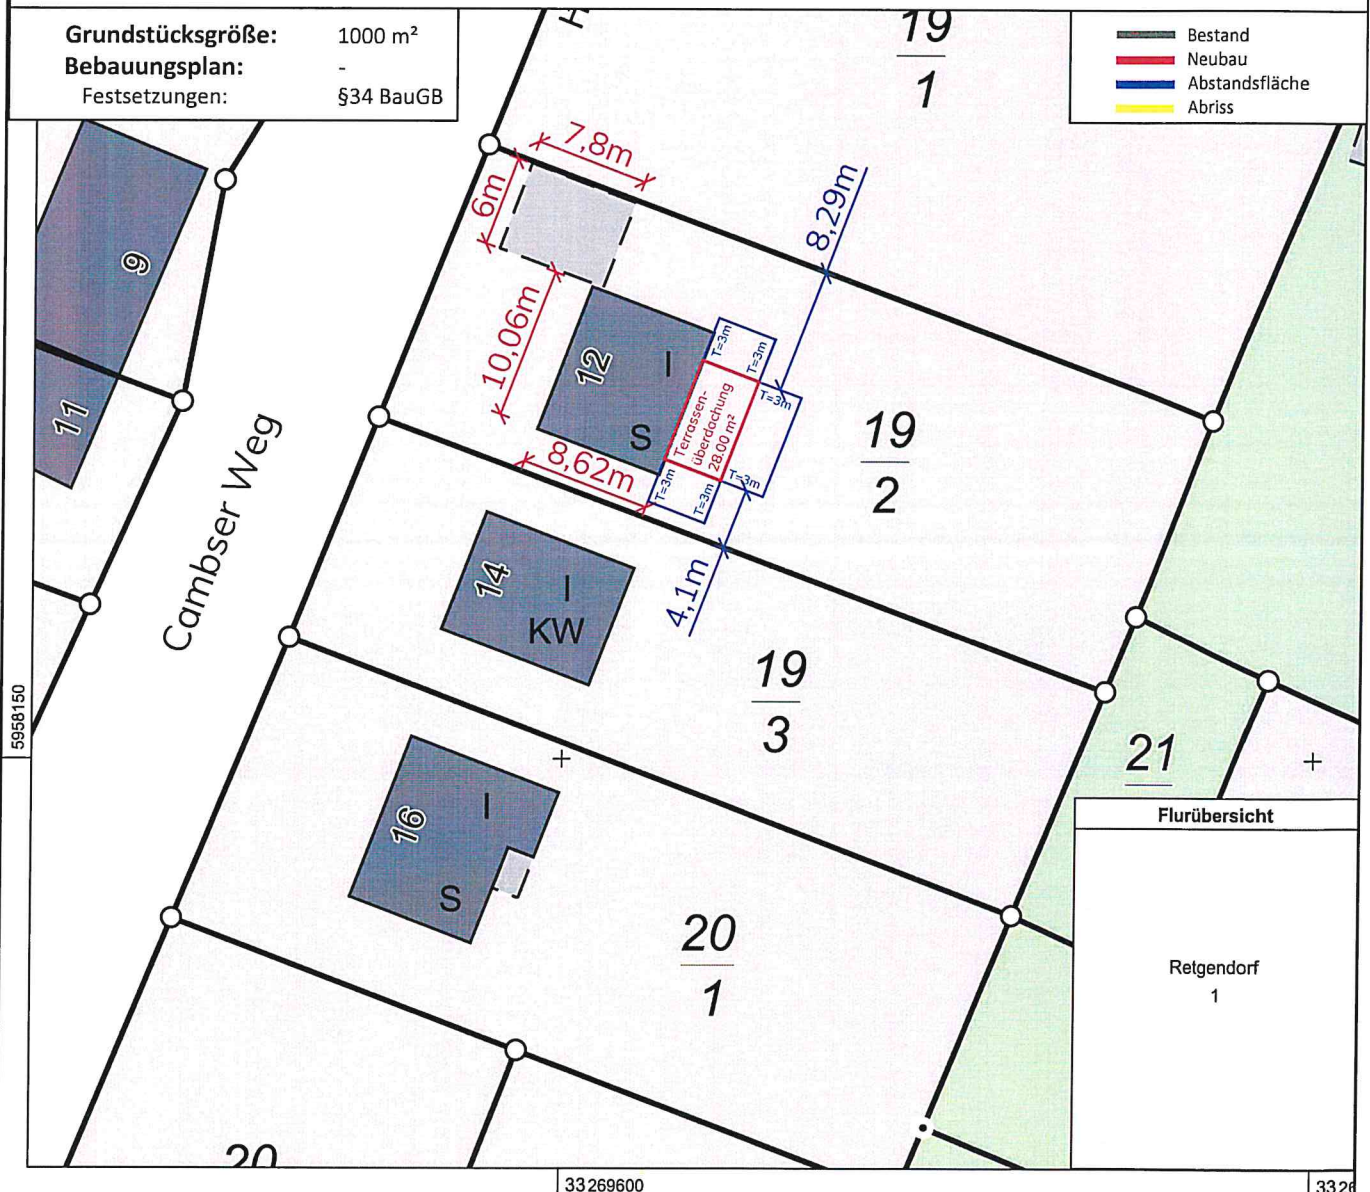 Grundstücksgröße: 1000 m²
Bebauungsplan: -
Festsetzungen: §34 BauGB
Bestand
Neubau
Abstandsfläche
Abriss
19
1
7,8m
6m
8,29m
9
10,06m
12
I
S
T=3m
T=3m
T=3m
Terrassen-
überdachung
28.00 m²
T=3m
T=3m
T=3m
8,62m
4,1m
11
Cambser Weg
19
2
14
I
KW
19
3
5958150
21
16
I
S
20
1
Flurübersicht
Retgendorf
1
20
33269600
3326